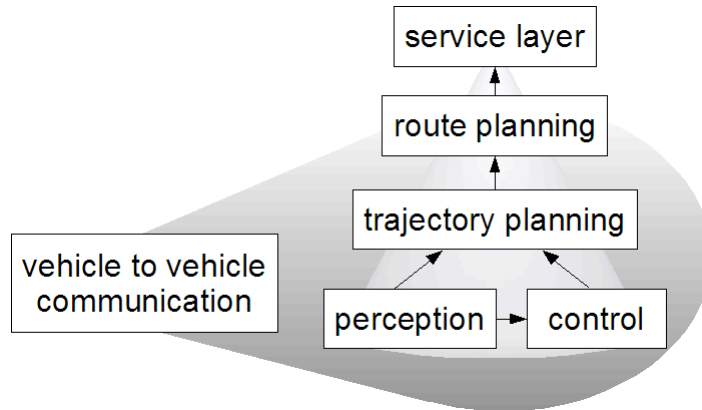 service layer
route planning
trajectory planning
vehicle to vehicle
communication
perception
control